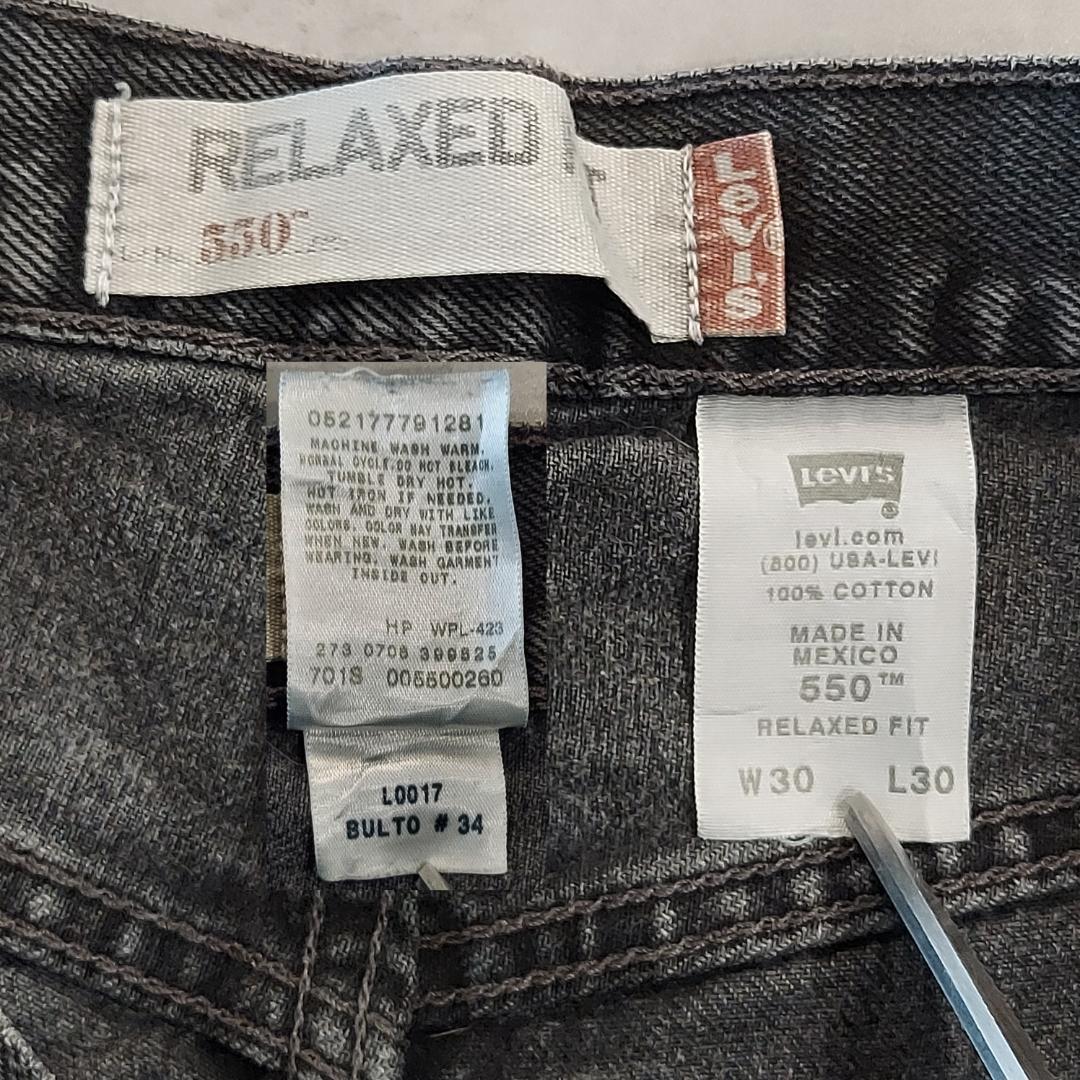 RELAXED
550™
LEVI'S
052177791281
MACHINE WASH WARM.
NORMAL CYCLE. DO NOT BLEACH.
TUMBLE DRY HOT.
HOT IRON IF NEEDED.
WASH AND DRY WITH LIKE
COLORS. COLOR MAY TRANSFER
WHEN NEW. WASH BEFORE
WEARING. WASH GARMENT
INSIDE OUT.
HP WPL-423
273 0706 399825
701S 005500260
L0017
BULTO # 34
LEVI'S
levi.com
(800) USA-LEVI
100% COTTON
MADE IN
MEXICO
550™
RELAXED FIT
W30 L30